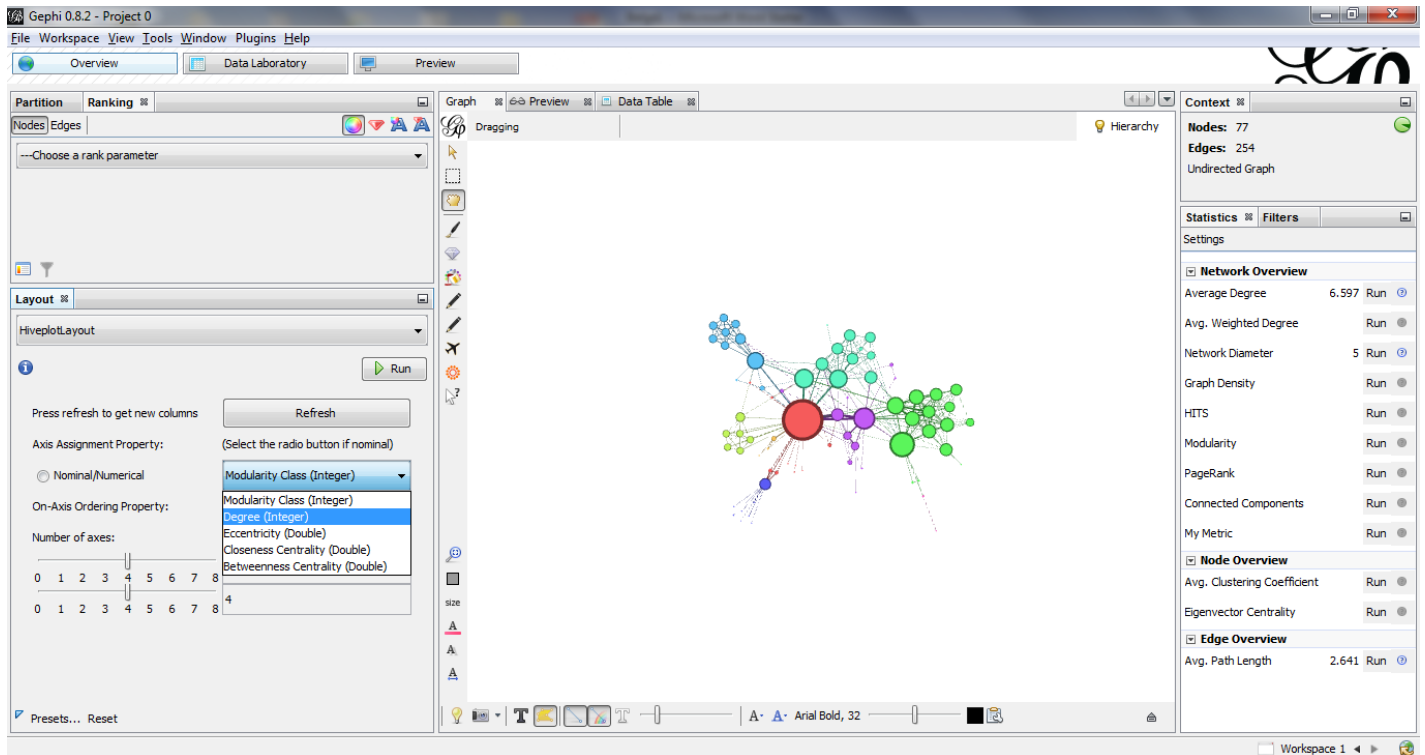 Gephi 0.8.2 - Project 0
File Workspace View Tools Window Plugins Help
Overview
Data Laboratory
Preview
Partition Ranking
Nodes Edges
---Choose a rank parameter
Layout
HiveplotLayout
Run
Press refresh to get new columns Refresh
Axis Assignment Property: (Select the radio button if nominal)
Nominal/Numerical Modularity Class (Integer)
Modularity Class (Integer)
On-Axis Ordering Property: Degree (Integer)
Eccentricity (Double)
Number of axes: Closeness Centrality (Double)
Betweenness Centrality (Double)
0 1 2 3 4 5 6 7 8
4
0 1 2 3 4 5 6 7 8
Presets... Reset
Graph Preview Data Table
Dragging Hierarchy
size
A
A
A
T T A- A- Arial Bold, 32
Context
Nodes: 77
Edges: 254
Undirected Graph
Statistics Filters
Settings
Network Overview
Average Degree 6.597 Run
Avg. Weighted Degree Run
Network Diameter 5 Run
Graph Density Run
HITS Run
Modularity Run
PageRank Run
Connected Components Run
My Metric Run
Node Overview
Avg. Clustering Coefficient Run
Eigenvector Centrality Run
Edge Overview
Avg. Path Length 2.641 Run
Workspace 1